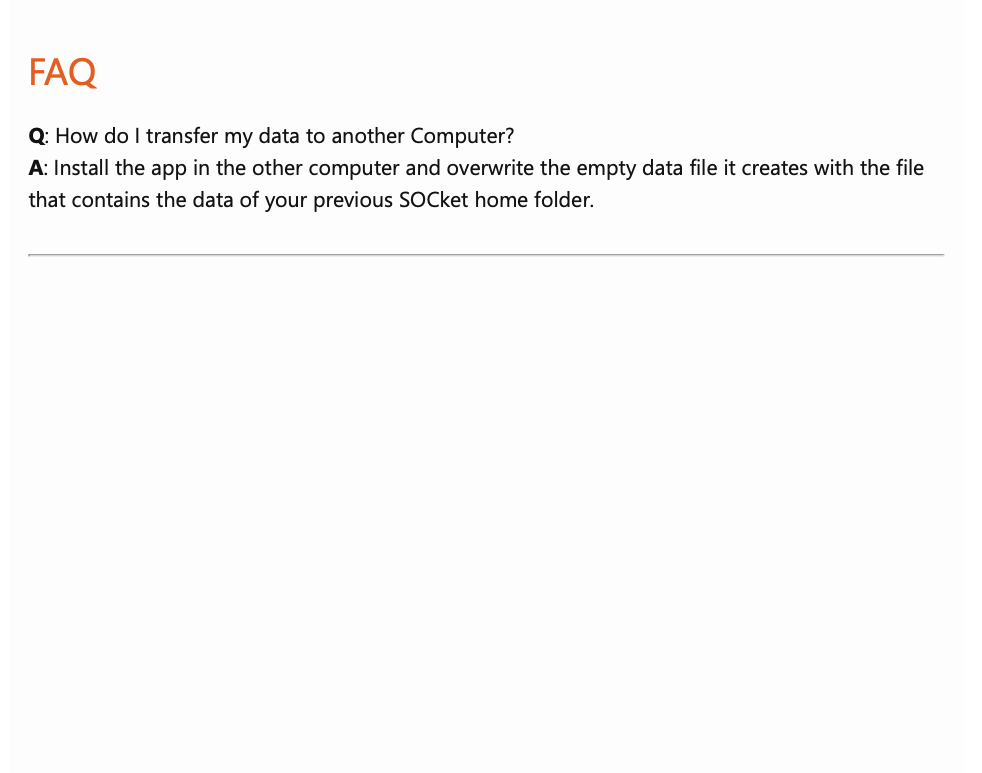 FAQ
Q: How do I transfer my data to another Computer?
A: Install the app in the other computer and overwrite the empty data file it creates with the file
that contains the data of your previous SOCket home folder.